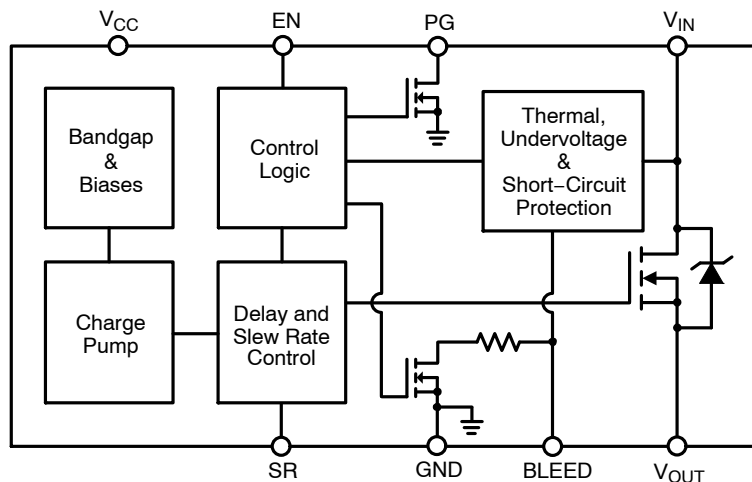 VCC
EN
PG
VIN
Bandgap
&
Biases
Control
Logic
Thermal,
Undervoltage
&
Short−Circuit
Protection
Charge
Pump
Delay and
Slew Rate
Control
SR
GND
BLEED
VOUT